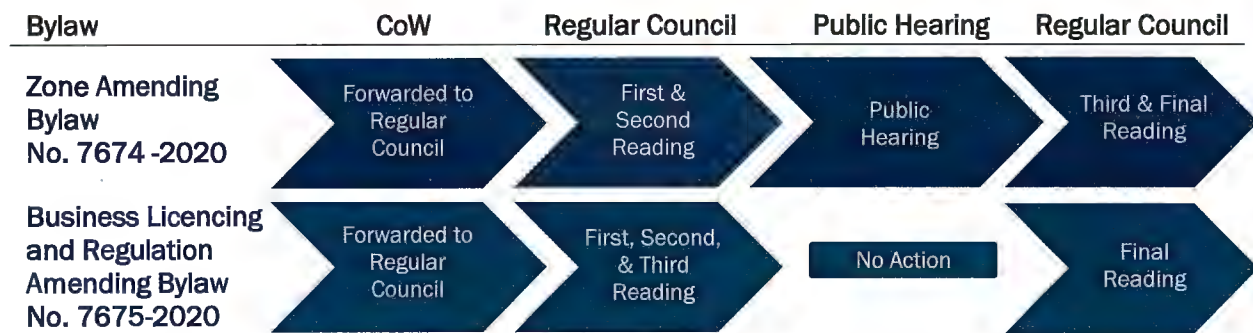 Bylaw CoW Regular Council Public Hearing Regular Council
Zone Amending
Bylaw
No. 7674 -2020
Forwarded to
Regular
Council
First &
Second
Reading
Public
Hearing
Third & Final
Reading
Business Licencing
and Regulation
Amending Bylaw
No. 7675-2020
Forwarded to
Regular
Council
First, Second,
& Third
Reading
No Action
Final
Reading